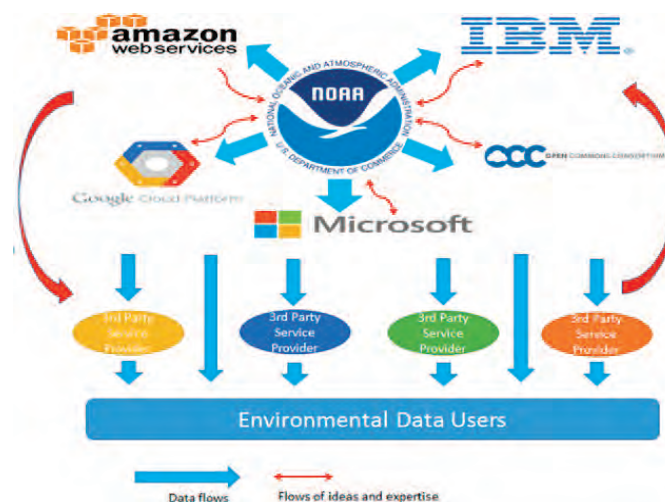 amazon
web services
IBM
NATIONAL OCEANIC AND ATMOSPHERIC ADMINISTRATION
NOAA
U.S. DEPARTMENT OF COMMERCE
Google Cloud Platform
OCC OPEN COMMONS CONSORTIUM
Microsoft
3rd Party
Service
Provider
3rd Party
Service
Provider
3rd Party
Service
Provider
3rd Party
Service
Provider
Environmental Data Users
Data flows
Flows of ideas and expertise